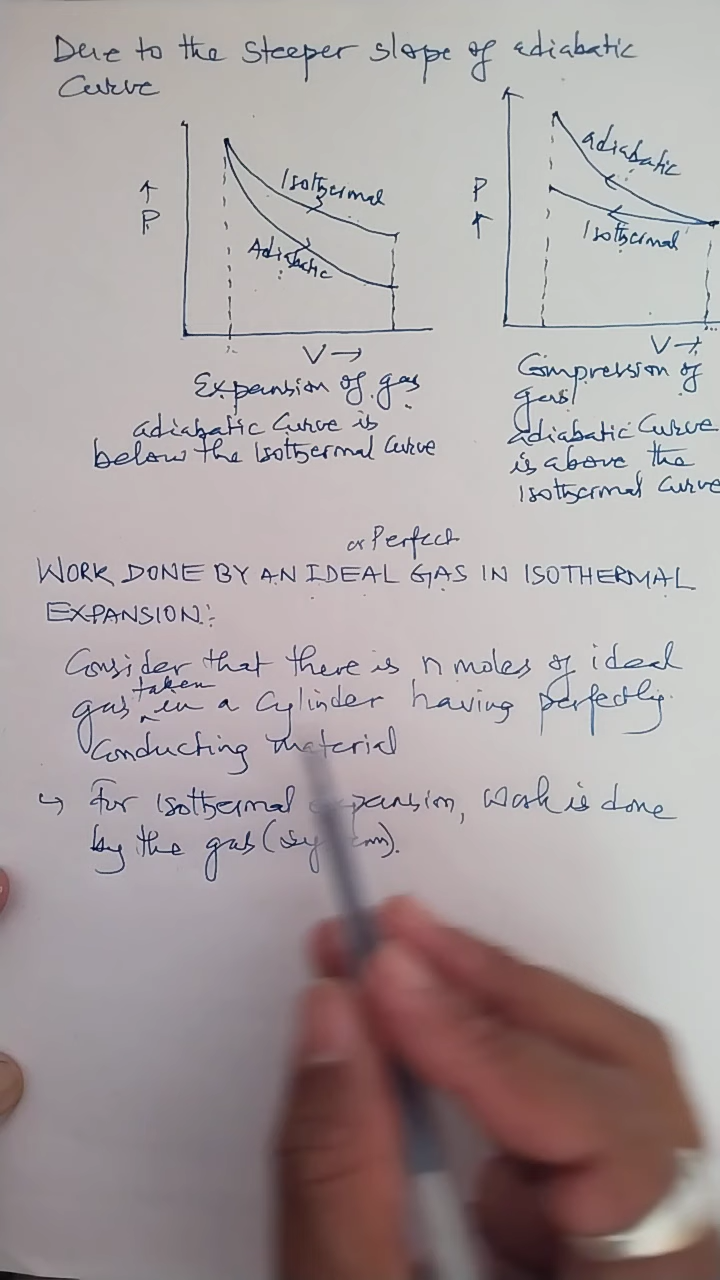 Due to the steeper slope of adiabatic
Curve
↑
P
Isothermal
Adiabatic
V →
Expansion of gas
adiabatic Curve is
below the Isothermal Curve
P
↑
adiabatic
Isothermal
V →
Compression of
gas
adiabatic Curve
is above the
Isothermal Curve
or Perfect
WORK DONE BY AN IDEAL GAS IN ISOTHERMAL
EXPANSION:
Consider that there is n moles of ideal
gas taken in a cylinder having perfectly
Conducting material
↳ For Isothermal expansion, Work is done
by the gas (system).